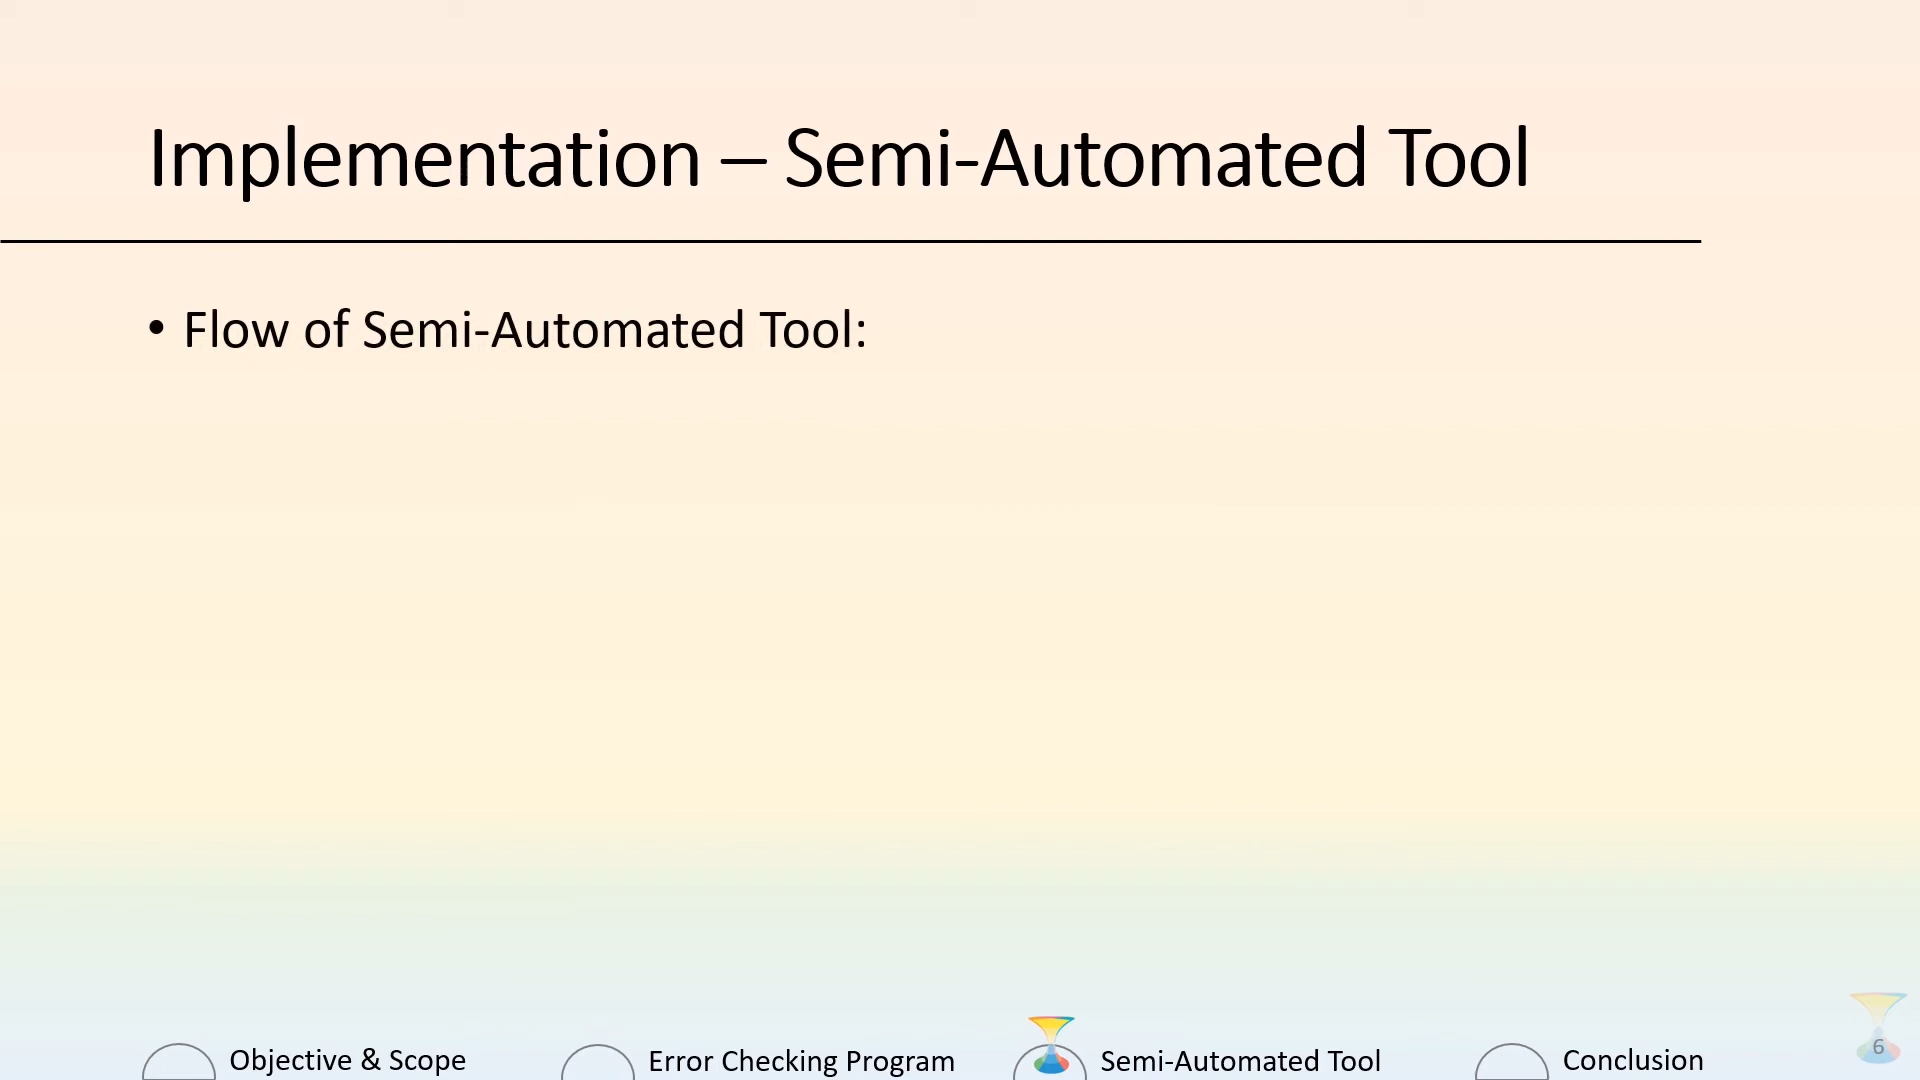 Implementation – Semi-Automated Tool
• Flow of Semi-Automated Tool:
Objective & Scope
Error Checking Program
Semi-Automated Tool
Conclusion
6